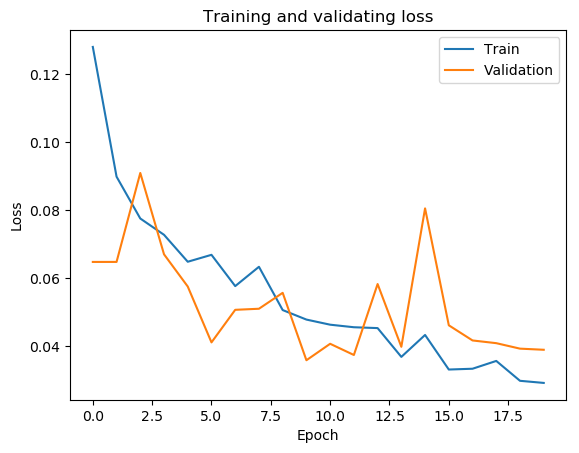 Training and validating loss
Train
Validation
0.12
0.10
0.08
0.06
0.04
Loss
0.0 2.5 5.0 7.5 10.0 12.5 15.0 17.5
Epoch